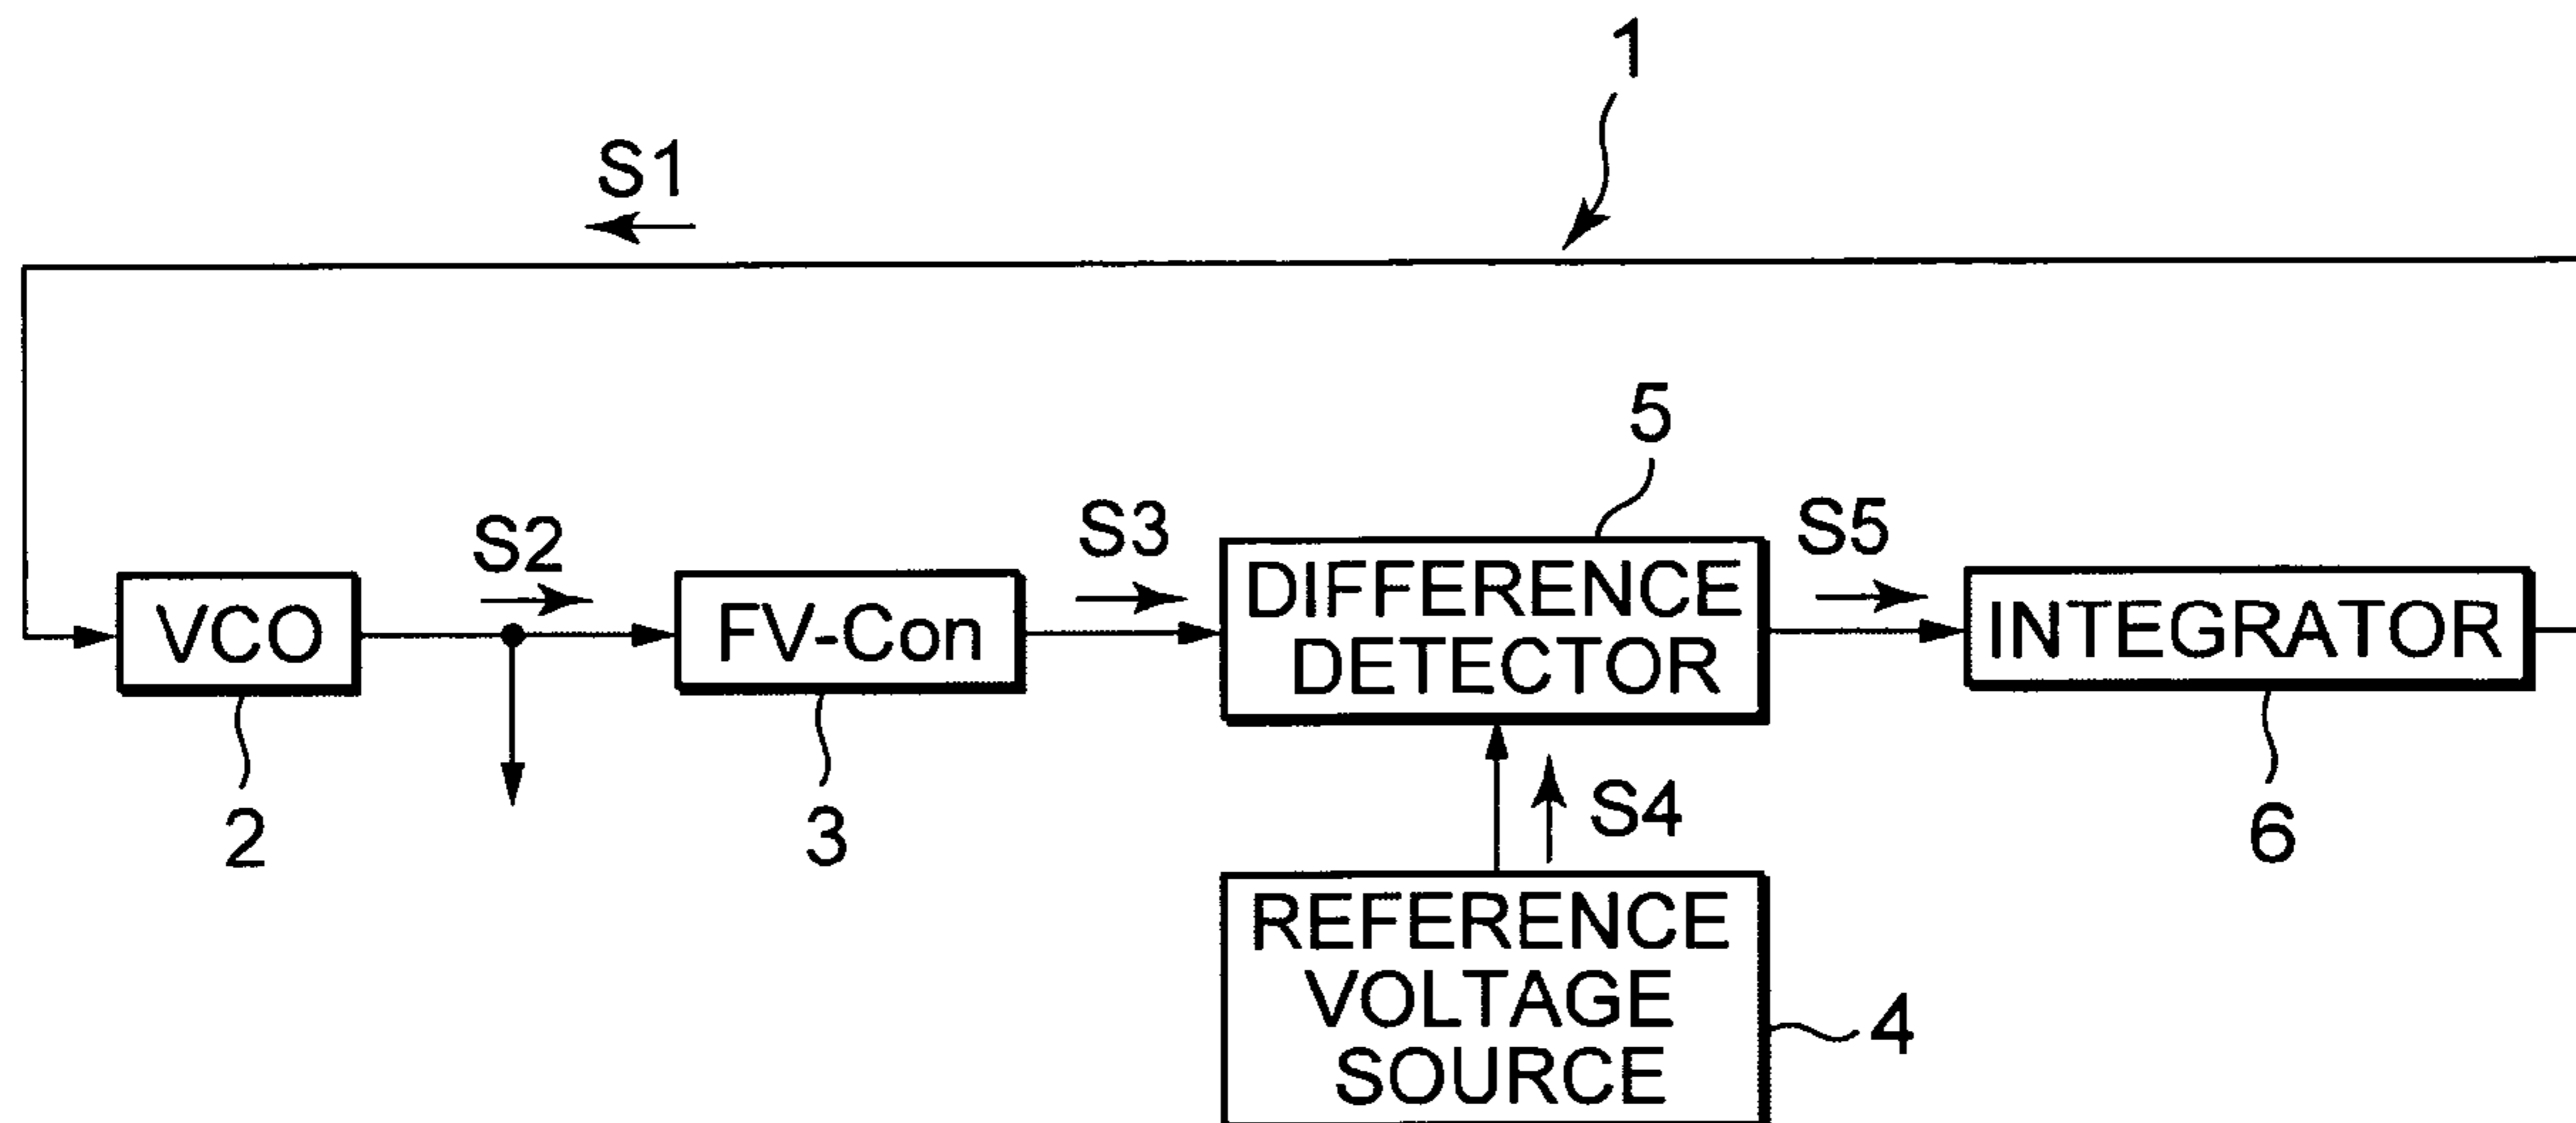 1
S1
5
S2
S3
S5
VCO
FV-Con
DIFFERENCE
DETECTOR
INTEGRATOR
2
3
S4
6
REFERENCE
VOLTAGE
SOURCE
4